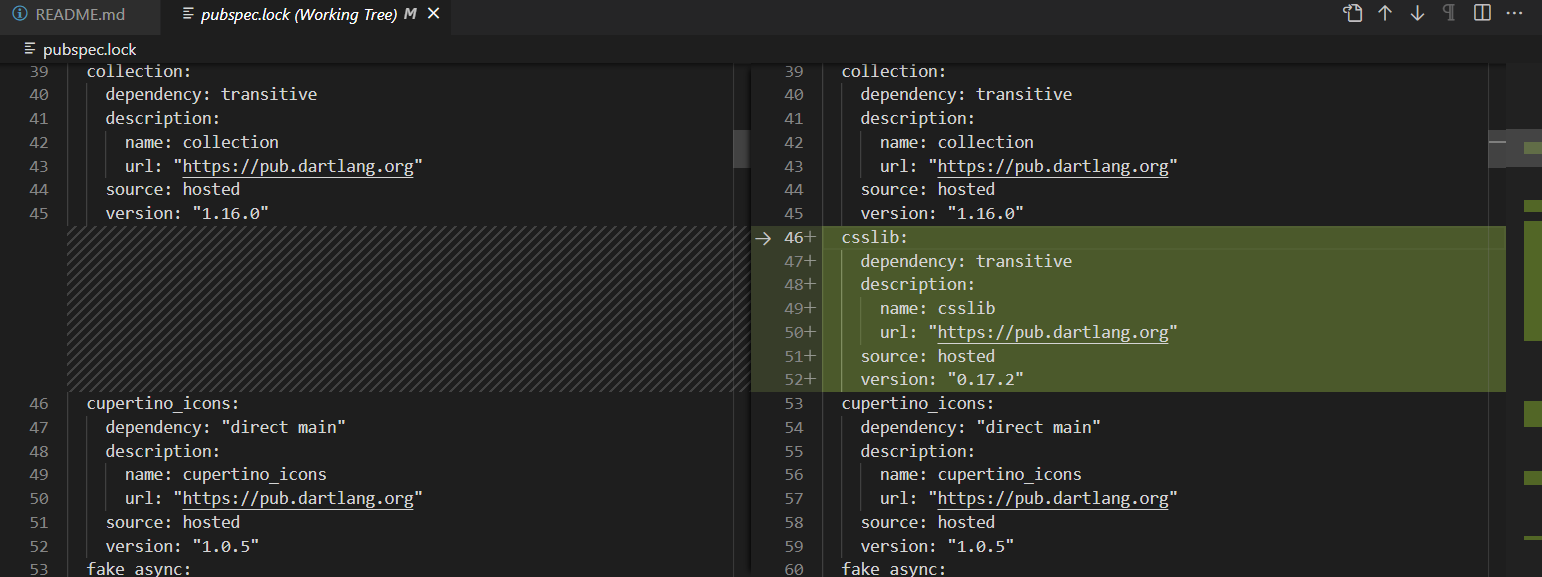 README.md
pubspec.lock (Working Tree) M
pubspec.lock
39 collection:
40 dependency: transitive
41 description:
42 name: collection
43 url: "https://pub.dartlang.org"
44 source: hosted
45 version: "1.16.0"
46 cupertino_icons:
47 dependency: "direct main"
48 description:
49 name: cupertino_icons
50 url: "https://pub.dartlang.org"
51 source: hosted
52 version: "1.0.5"
53 fake_async:
39 collection:
40 dependency: transitive
41 description:
42 name: collection
43 url: "https://pub.dartlang.org"
44 source: hosted
45 version: "1.16.0"
46+ csslib:
47+ dependency: transitive
48+ description:
49+ name: csslib
50+ url: "https://pub.dartlang.org"
51+ source: hosted
52+ version: "0.17.2"
53 cupertino_icons:
54 dependency: "direct main"
55 description:
56 name: cupertino_icons
57 url: "https://pub.dartlang.org"
58 source: hosted
59 version: "1.0.5"
60 fake_async: